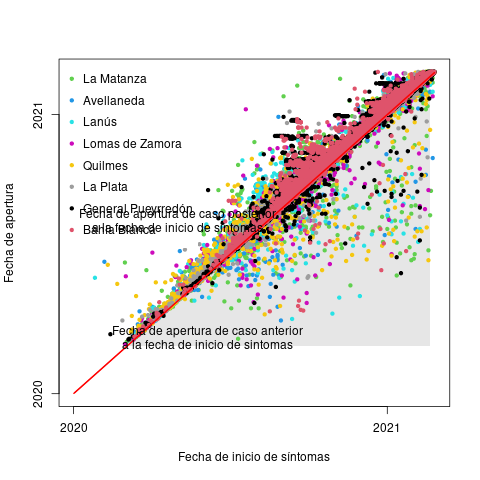 La Matanza
Avellaneda
Lanús
Lomas de Zamora
Quilmes
La Plata
General Pueyrredón
Fecha de apertura de caso posterior
a la fecha de inicio de síntomas
Bahía Blanca
Fecha de apertura de caso anterior
a la fecha de inicio de sintomas
2021
2020
Fecha de apertura
2020
2021
Fecha de inicio de síntomas